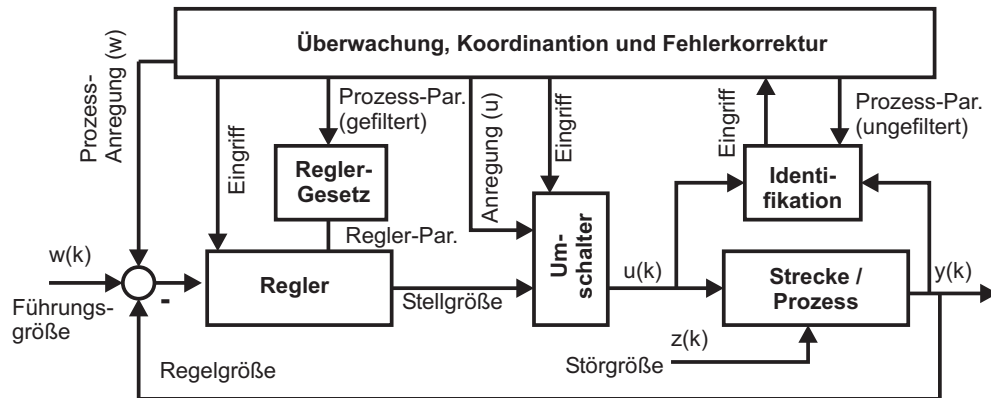 Überwachung, Koordinantion und Fehlerkorrektur
Prozess-
Anregung (w)
Eingriff
Prozess-Par.
(gefiltert)
Anregung (u)
Eingriff
Eingriff
Prozess-Par.
(ungefiltert)
Regler-
Gesetz
Identi-
fikation
Regler-Par.
w(k)
Führungs-
größe
-
Regler
Stellgröße
Um-
schalter
u(k)
Strecke /
Prozess
y(k)
z(k)
Störgröße
Regelgröße